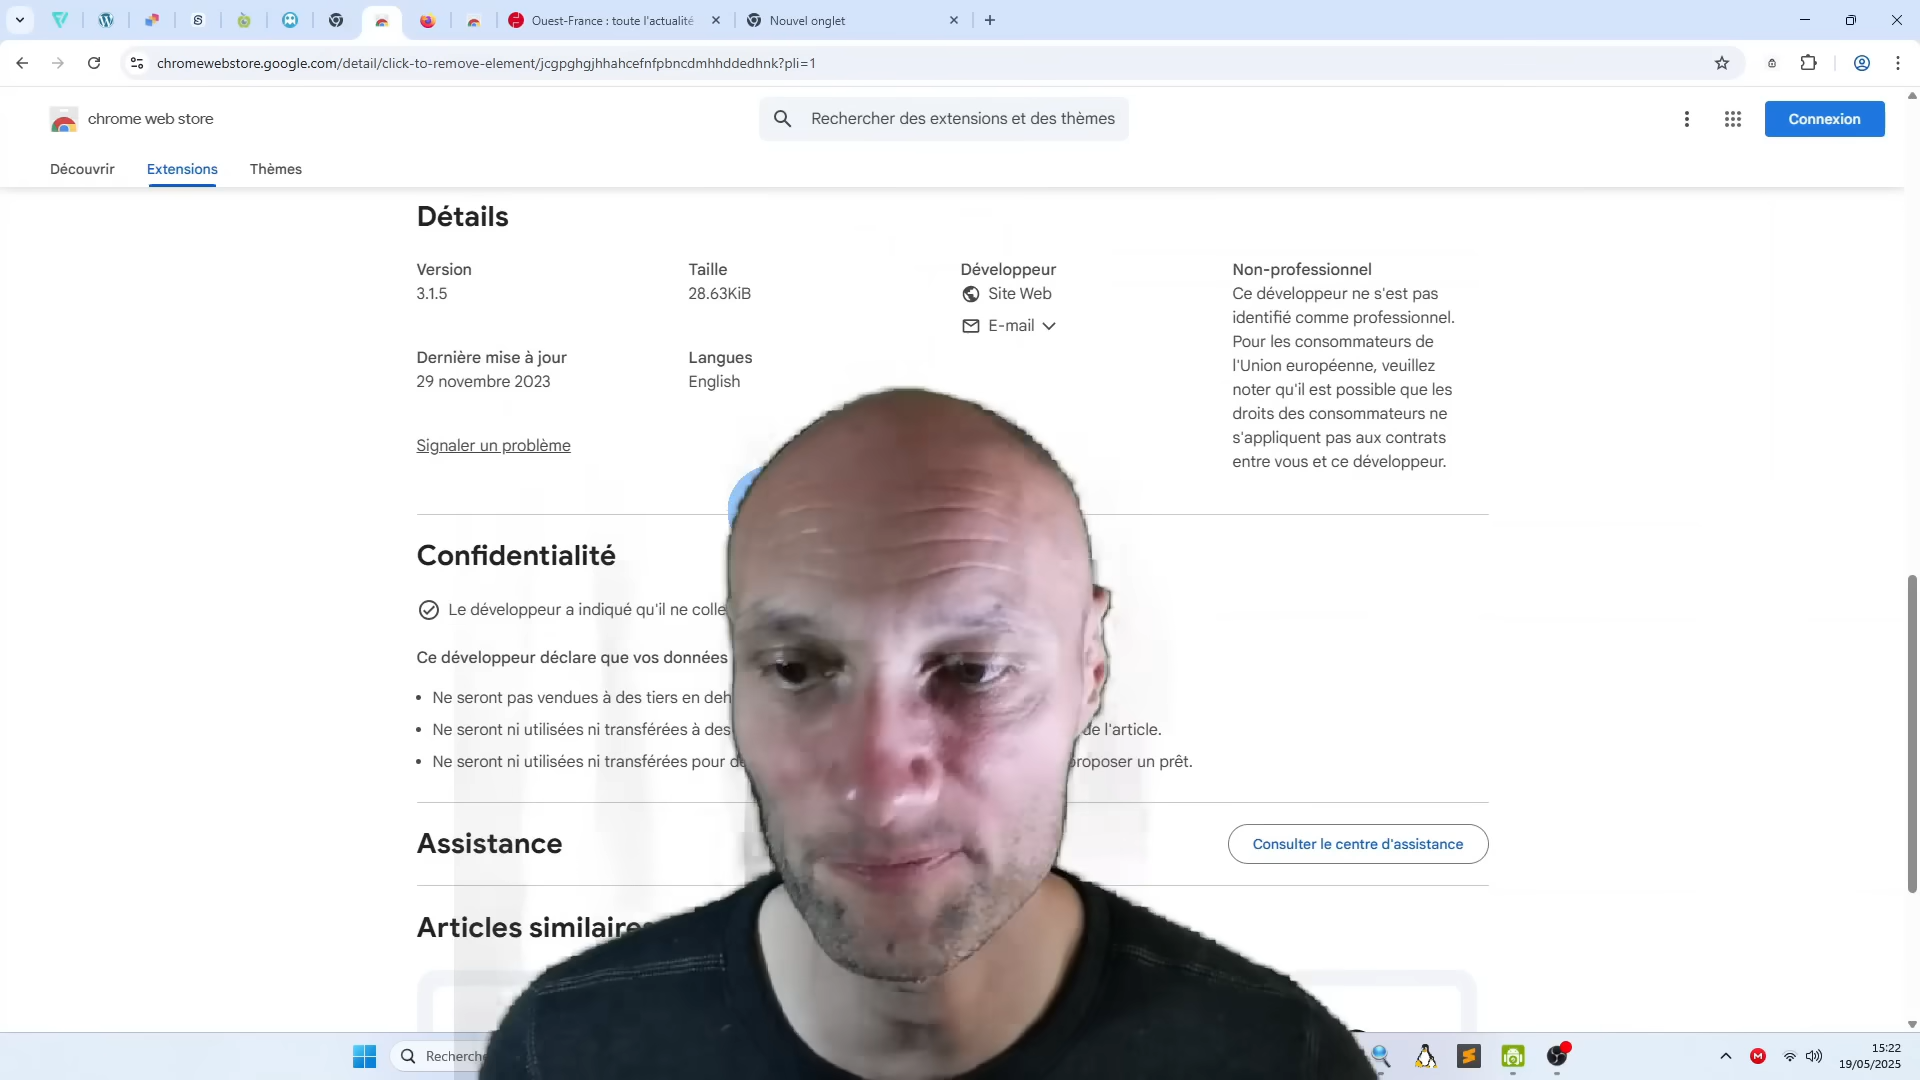 Ouest-France : toute l'actualité
Nouvel onglet
chromewebstore.google.com/detail/click-to-remove-element/jcgpghgjhhahcefnfpbncdmhhddedhnk?pli=1
chrome web store
Rechercher des extensions et des thèmes
Connexion
Découvrir
Extensions
Thèmes
Détails
Version
3.1.5
Taille
28.63KiB
Développeur
Site Web
E-mail
Non-professionnel
Ce développeur ne s'est pas
identifié comme professionnel.
Pour les consommateurs de
l'Union européenne, veuillez
noter qu'il est possible que les
droits des consommateurs ne
s'appliquent pas aux contrats
entre vous et ce développeur.
Dernière mise à jour
29 novembre 2023
Langues
English
Signaler un problème
Confidentialité
Le développeur a indiqué qu'il ne colle
Ce développeur déclare que vos données
Ne seront pas vendues à des tiers en deh
Ne seront ni utilisées ni transférées à des de l'article.
Ne seront ni utilisées ni transférées pour proposer un prêt.
Assistance
Consulter le centre d'assistance
Articles similaires
Recherche
15:22
19/05/2025